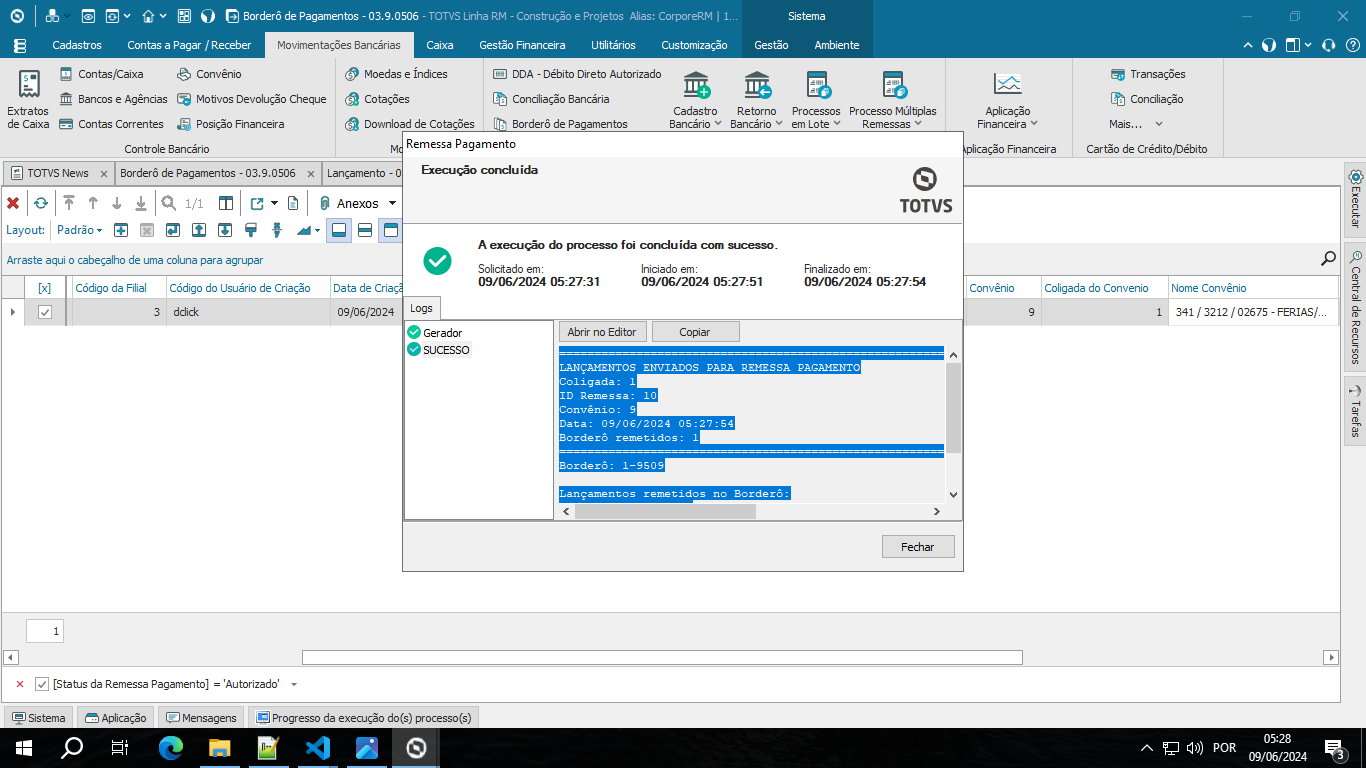 Borderô de Pagamentos - 03.9.0506 - TOTVS Linha RM - Construção e Projetos Alias: CorporeRM | 1...
Sistema
Cadastros
Contas a Pagar / Receber
Movimentações Bancárias
Caixa
Gestão Financeira
Utilitários
Customização
Gestão
Ambiente
Extratos de Caixa
Contas/Caixa
Convênio
Bancos e Agências
Motivos Devolução Cheque
Contas Correntes
Posição Financeira
Controle Bancário
Moedas e Índices
Cotações
Download de Cotações
DDA - Débito Direto Autorizado
Conciliação Bancária
Borderô de Pagamentos
Cadastro Bancário
Retorno Bancário
Processos em Lote
Processo Múltiplas Remessas
Aplicação Financeira
plicação Financeira
Transações
Conciliação
Mais...
Cartão de Crédito/Débito
TOTVS News
Borderô de Pagamentos - 03.9.0506
Lançamento - 0
1/1
Anexos
Layout:
Padrão
Arraste aqui o cabeçalho de uma coluna para agrupar
[x]
Código da Filial
Código do Usuário de Criação
Data de Criaçã
Convênio
Coligada do Convenio
Nome Convênio
3
dclick
09/06/2024
9
1
341 / 3212 / 02675 - FERIAS/...
Remessa Pagamento
Execução concluída
TOTVS
A execução do processo foi concluída com sucesso.
Solicitado em:
09/06/2024 05:27:31
Iniciado em:
09/06/2024 05:27:51
Finalizado em:
09/06/2024 05:27:54
Logs
Gerador
SUCESSO
Abrir no Editor
Copiar
LANÇAMENTOS ENVIADOS PARA REMESSA PAGAMENTO
Coligada: 1
ID Remessa: 10
Convênio: 9
Data: 09/06/2024 05:27:54
Borderô remetidos: 1
Borderô: 1-9509
Lançamentos remetidos no Borderô:
Fechar
Executar
Central de Recursos
Tarefas
1
[Status da Remessa Pagamento] = 'Autorizado'
Sistema
Aplicação
Mensagens
Progresso da execução do(s) processo(s)
POR
05:28
09/06/2024
3